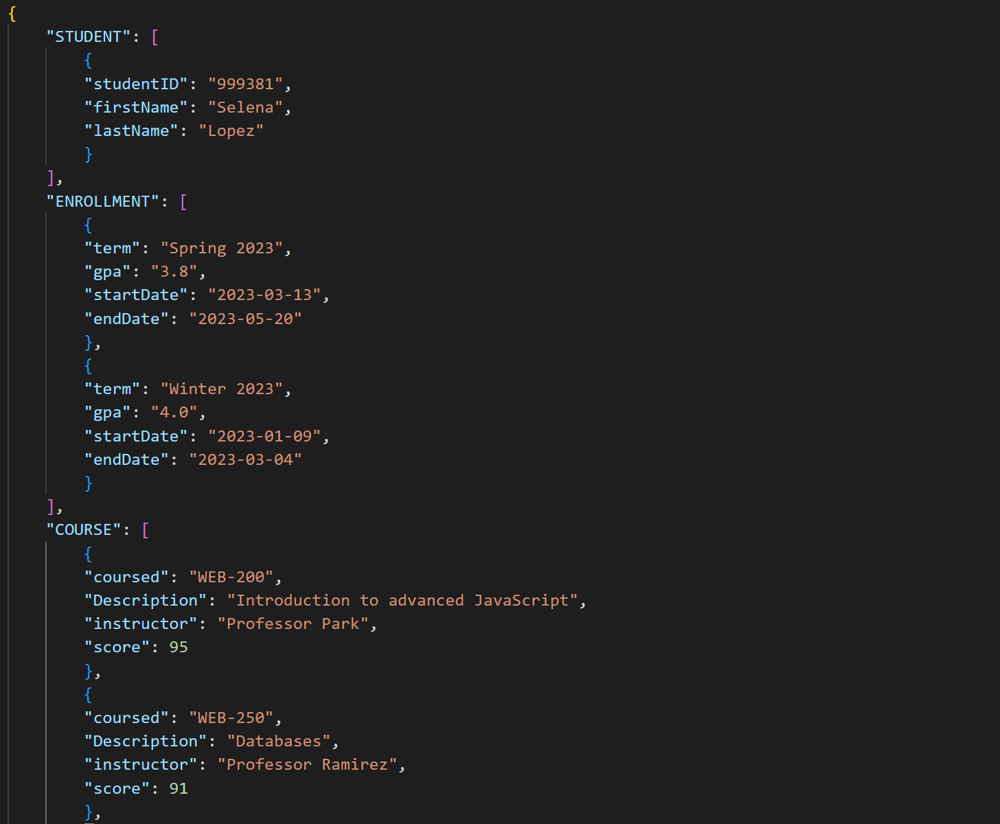 {
"STUDENT": [
{
"studentID": "999381",
"firstName": "Selena",
"lastName": "Lopez"
}
],
"ENROLLMENT": [
{
"term": "Spring 2023",
"gpa": "3.8",
"startDate": "2023-03-13",
"endDate": "2023-05-20"
},
{
"term": "Winter 2023",
"gpa": "4.0",
"startDate": "2023-01-09",
"endDate": "2023-03-04"
}
],
"COURSE": [
{
"coursed": "WEB-200",
"Description": "Introduction to advanced JavaScript",
"instructor": "Professor Park",
"score": 95
},
{
"coursed": "WEB-250",
"Description": "Databases",
"instructor": "Professor Ramirez",
"score": 91
},